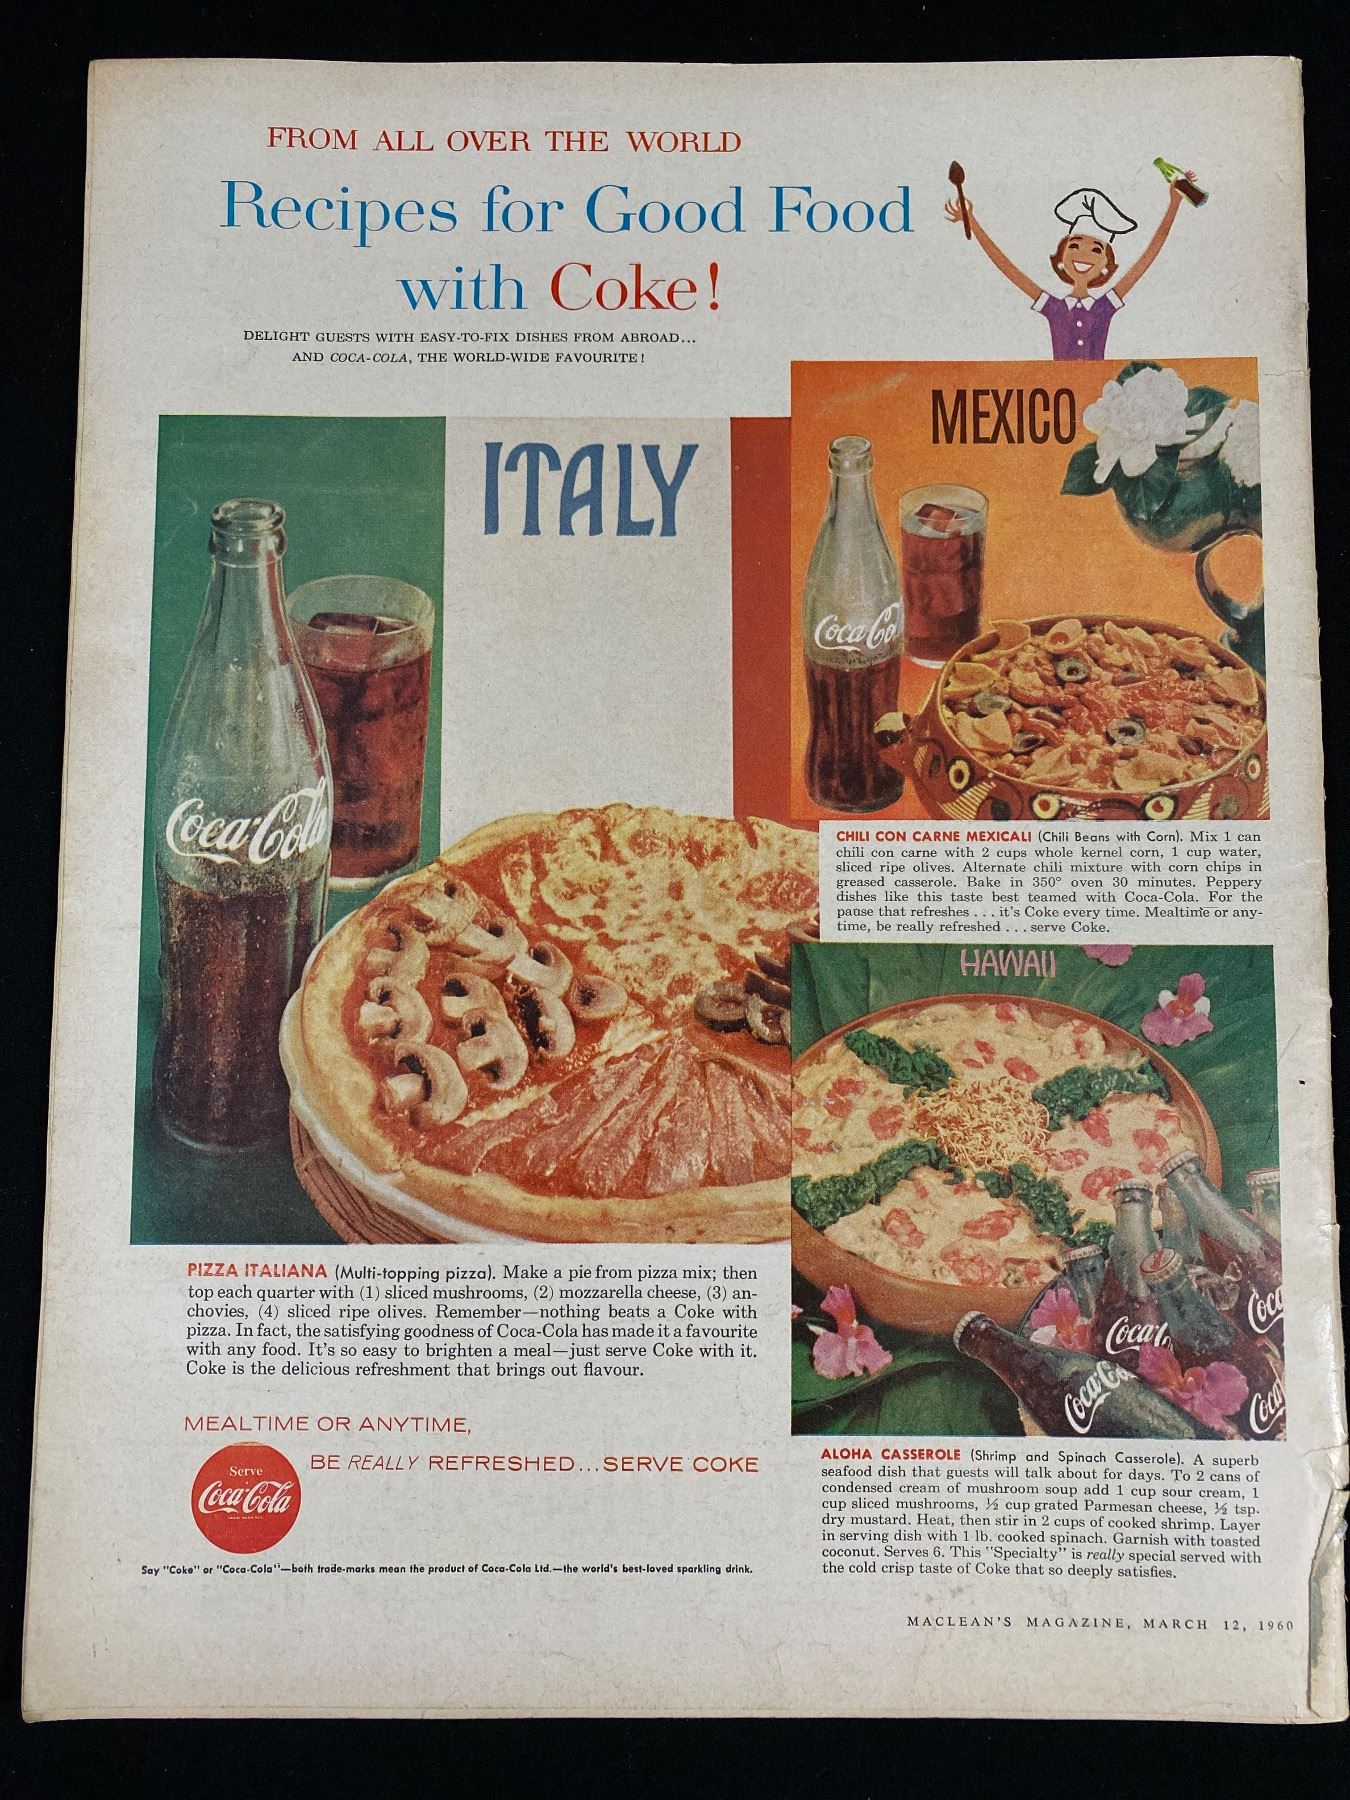 FROM ALL OVER THE WORLD
Recipes for Good Food
with Coke!
DELIGHT GUESTS WITH EASY-TO-FIX DISHES FROM ABROAD...
AND COCA-COLA, THE WORLD-WIDE FAVOURITE!
ITALY
Coca-Cola
MEXICO
Coca-Co
CHILI CON CARNE MEXICALI (Chili Beans with Corn). Mix 1 can
chili con carne with 2 cups whole kernel corn, 1 cup water,
sliced ripe olives. Alternate chili mixture with corn chips in
greased casserole. Bake in 350° oven 30 minutes. Peppery
dishes like this taste best teamed with Coca-Cola. For the
pause that refreshes . . . it's Coke every time. Mealtime or any-
time, be really refreshed . . . serve Coke.
HAWAII
Coca-Co
Coca-Co
Coca
Coca
PIZZA ITALIANA (Multi-topping pizza). Make a pie from pizza mix; then
top each quarter with (1) sliced mushrooms, (2) mozzarella cheese, (3) an-
chovies, (4) sliced ripe olives. Remember—nothing beats a Coke with
pizza. In fact, the satisfying goodness of Coca-Cola has made it a favourite
with any food. It's so easy to brighten a meal—just serve Coke with it.
Coke is the delicious refreshment that brings out flavour.
MEALTIME OR ANYTIME,
BE REALLY REFRESHED...SERVE COKE
Serve
Coca-Cola
Say "Coke" or "Coca-Cola"—both trade-marks mean the product of Coca-Cola Ltd.—the world's best-loved sparkling drink.
ALOHA CASSEROLE (Shrimp and Spinach Casserole). A superb
seafood dish that guests will talk about for days. To 2 cans of
condensed cream of mushroom soup add 1 cup sour cream, 1
cup sliced mushrooms, ½ cup grated Parmesan cheese, ½ tsp.
dry mustard. Heat, then stir in 2 cups of cooked shrimp. Layer
in serving dish with 1 lb. cooked spinach. Garnish with toasted
coconut. Serves 6. This "Specialty" is really special served with
the cold crisp taste of Coke that so deeply satisfies.
MACLEAN'S MAGAZINE, MARCH 12, 1960